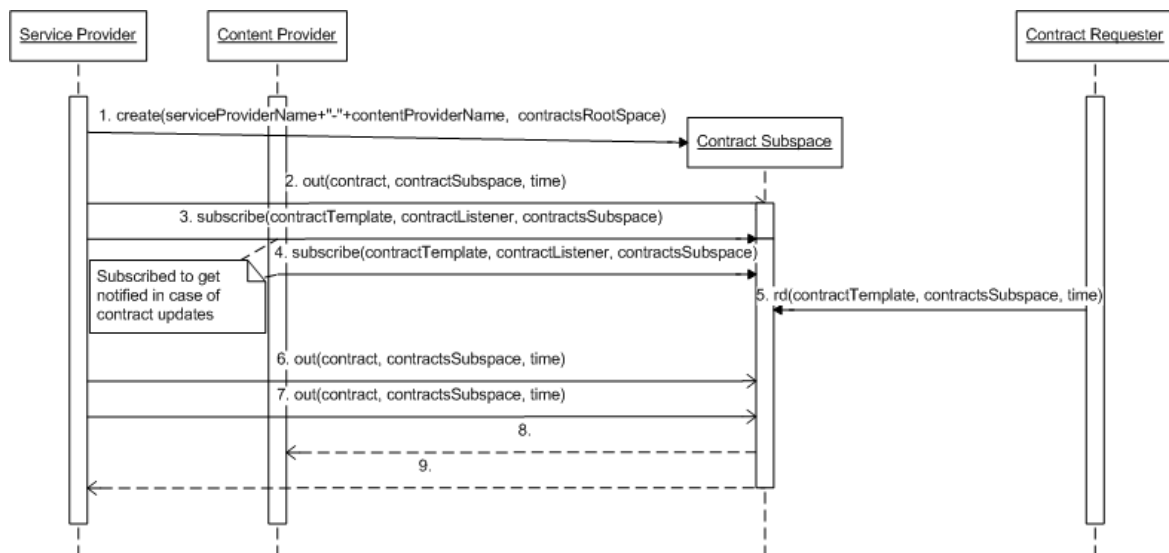 Service Provider
Content Provider
Contract Requester
1. create(serviceProviderName+"-"+contentProviderName, contractsRootSpace)
Contract Subspace
2. out(contract, contractSubspace, time)
3. subscribe(contractTemplate, contractListener, contractsSubspace)
4. subscribe(contractTemplate, contractListener, contractsSubspace)
Subscribed to get
notified in case of
contract updates
5. rd(contractTemplate, contractsSubspace, time)
6. out(contract, contractsSubspace, time)
7. out(contract, contractsSubspace, time)
8.
9.